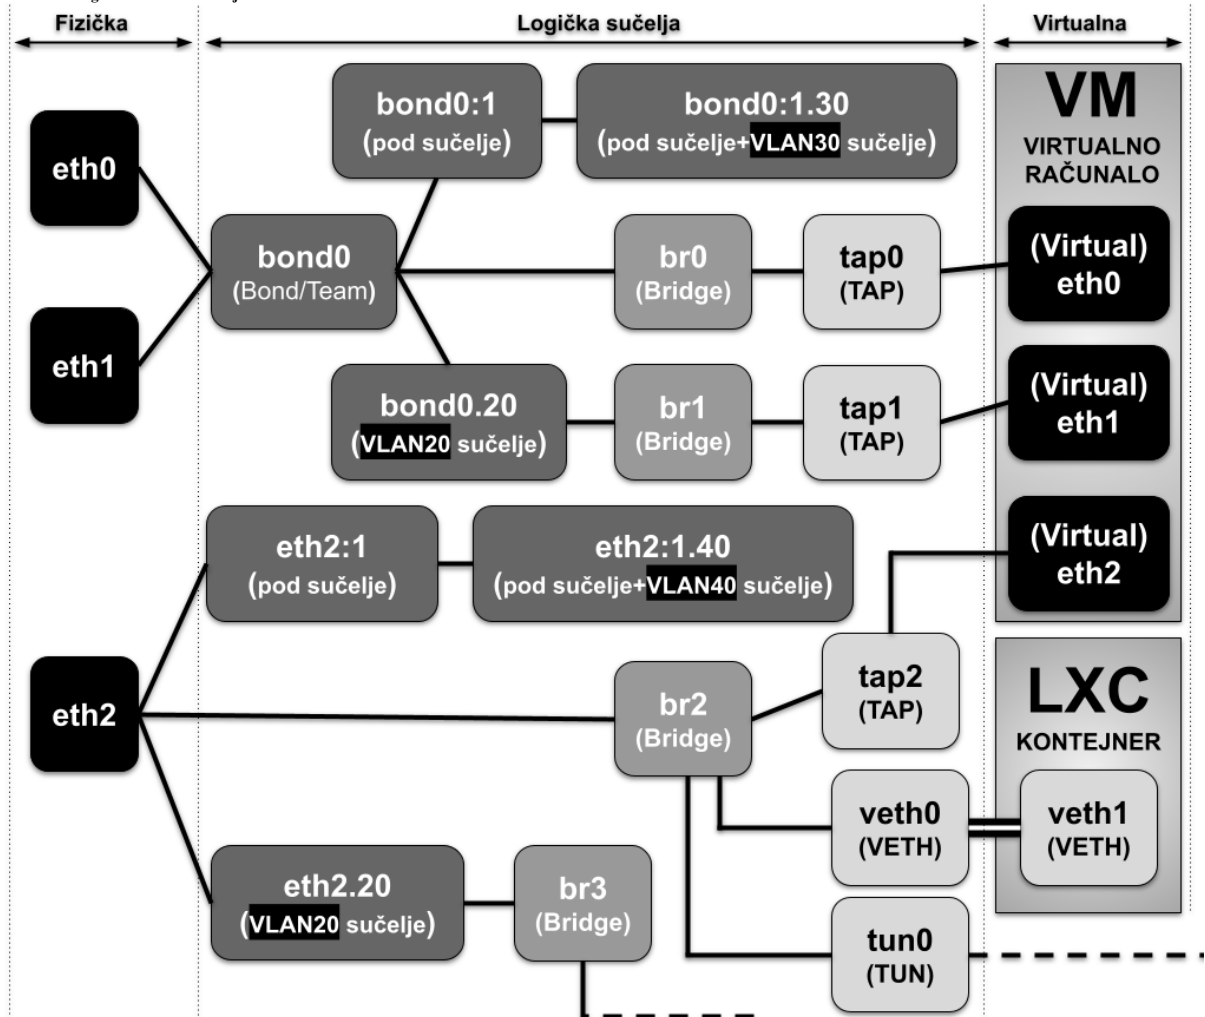 Fizička
Logička sučelja
Virtualna
bond0:1
(pod sučelje)
bond0:1.30
(pod sučelje+VLAN30 sučelje)
VM
VIRTUALNO
RAČUNALO
eth0
bond0
(Bond/Team)
br0
(Bridge)
tap0
(TAP)
(Virtual)
eth0
eth1
bond0.20
(VLAN20 sučelje)
br1
(Bridge)
tap1
(TAP)
(Virtual)
eth1
eth2:1
(pod sučelje)
eth2:1.40
(pod sučelje+VLAN40 sučelje)
(Virtual)
eth2
eth2
br2
(Bridge)
tap2
(TAP)
LXC
KONTEJNER
veth0
(VETH)
veth1
(VETH)
eth2.20
(VLAN20 sučelje)
br3
(Bridge)
tun0
(TUN)